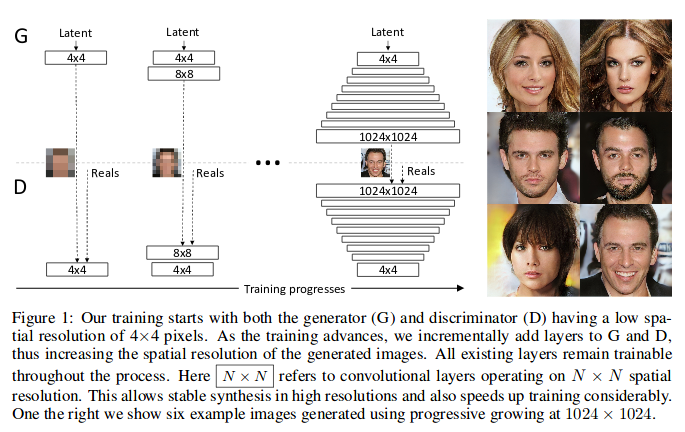 G
Latent
Latent
Latent
4x4
4x4
4x4
8x8
1024x1024
Reals
Reals
Reals
D
1024x1024
8x8
4x4
4x4
4x4
Training progresses
Figure 1: Our training starts with both the generator (G) and discriminator (D) having a low spa-
tial resolution of 4×4 pixels. As the training advances, we incrementally add layers to G and D,
thus increasing the spatial resolution of the generated images. All existing layers remain trainable
throughout the process. Here N × N refers to convolutional layers operating on N × N spatial
resolution. This allows stable synthesis in high resolutions and also speeds up training considerably.
One the right we show six example images generated using progressive growing at 1024 × 1024.